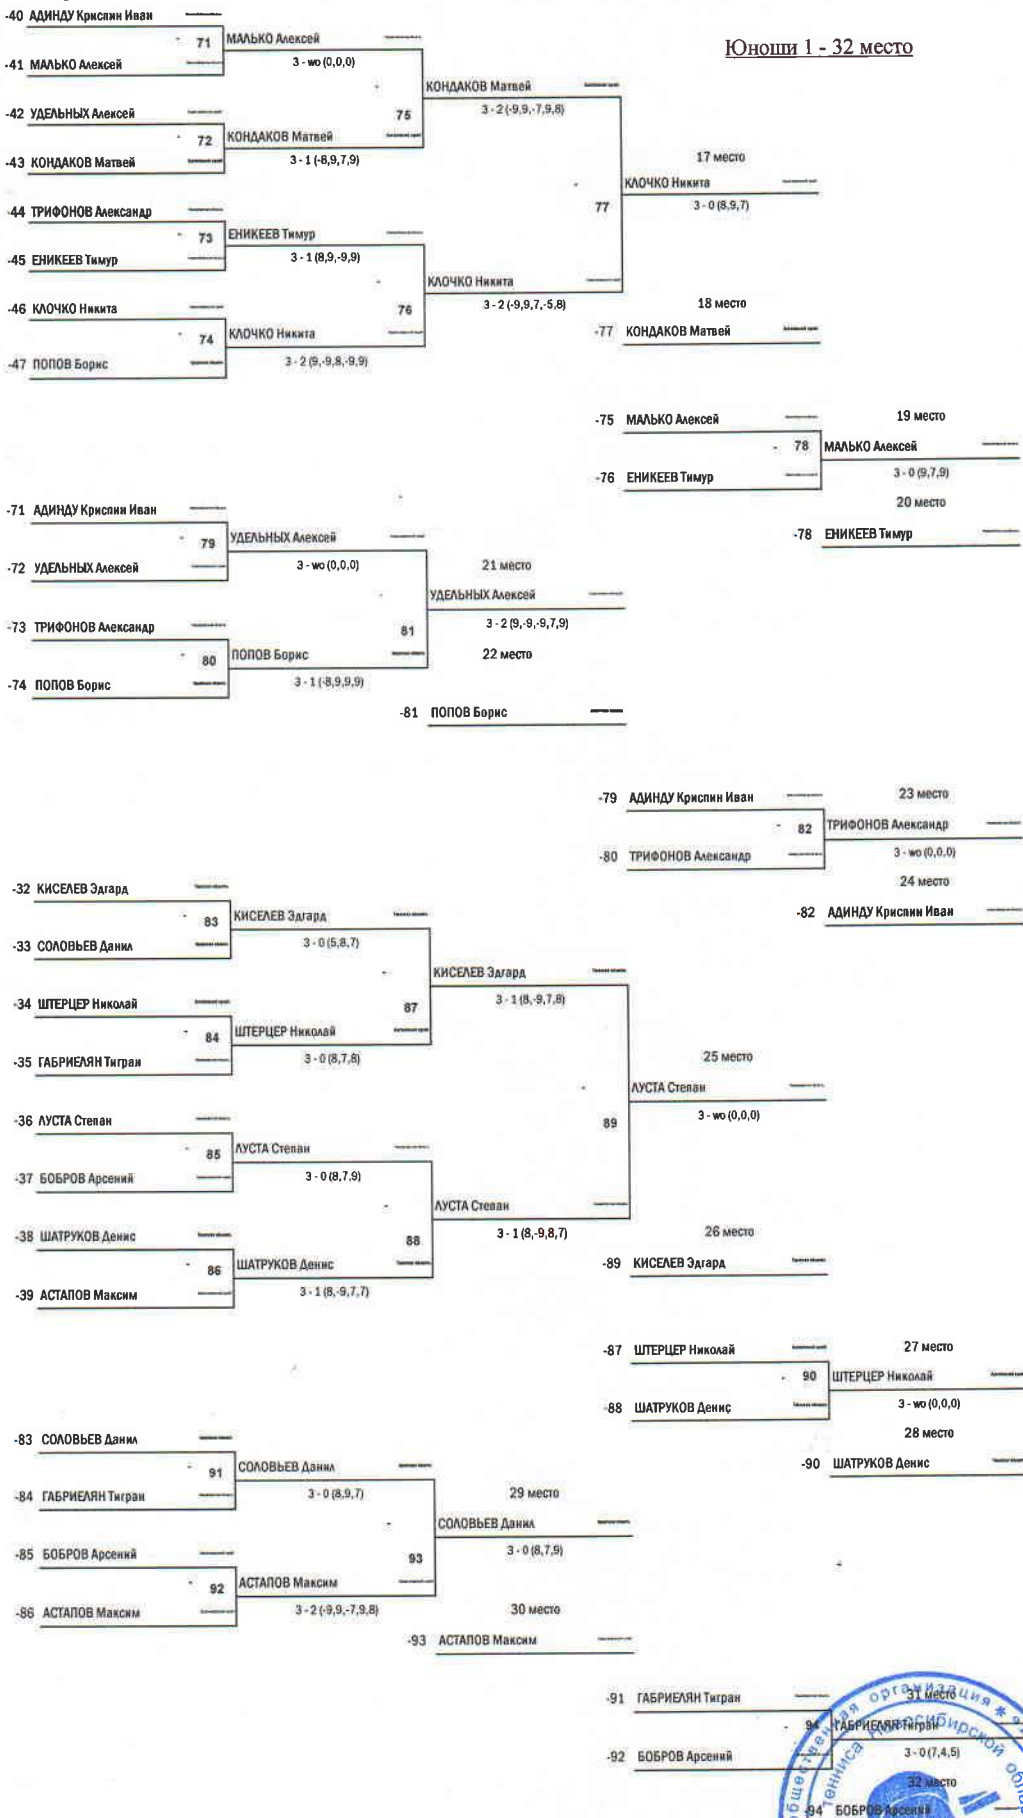 Юноши 1 - 32 место
-40 АДИНДУ Криспин Иван
71 МАЛЬКО Алексей
-41 МАЛЬКО Алексей
3 - wo (0,0,0)
КОНДАКОВ Матвей
-42 УДЕЛЬНЫХ Алексей
75
3 - 2 (-9,9,-7,9,8)
72 КОНДАКОВ Матвей
-43 КОНДАКОВ Матвей
3 - 1 (-8,9,7,9)
17 место
КЛОЧКО Никита
77
3 - 0 (8,9,7)
-44 ТРИФОНОВ Александр
73 ЕНИКЕЕВ Тимур
-45 ЕНИКЕЕВ Тимур
3 - 1 (8,9,-9,9)
КЛОЧКО Никита
3 - 2 (-9,9,7,-5,8)
-46 КЛОЧКО Никита
76
18 место
74 КЛОЧКО Никита
-77 КОНДАКОВ Матвей
-47 ПОПОВ Борис
3 - 2 (9,-9,8,-9,9)
-75 МАЛЬКО Алексей
19 место
78 МАЛЬКО Алексей
-76 ЕНИКЕЕВ Тимур
3 - 0 (9,7,9)
20 место
-78 ЕНИКЕЕВ Тимур
-71 АДИНДУ Криспин Иван
79 УДЕЛЬНЫХ Алексей
-72 УДЕЛЬНЫХ Алексей
3 - wo (0,0,0)
21 место
УДЕЛЬНЫХ Алексей
-73 ТРИФОНОВ Александр
81
3 - 2 (9,-9,-9,7,9)
80 ПОПОВ Борис
22 место
-74 ПОПОВ Борис
3 - 1 (-8,9,9,9)
-81 ПОПОВ Борис
-79 АДИНДУ Криспин Иван
23 место
82 ТРИФОНОВ Александр
-80 ТРИФОНОВ Александр
3 - wo (0,0,0)
24 место
-82 АДИНДУ Криспин Иван
-32 КИСЕЛЕВ Эдгард
83 КИСЕЛЕВ Эдгард
-33 СОЛОВЬЕВ Данил
3 - 0 (5,8,7)
КИСЕЛЕВ Эдгард
-34 ШТЕРЦЕР Николай
87
3 - 1 (8,-9,7,8)
84 ШТЕРЦЕР Николай
-35 ГАБРИЕЛЯН Тигран
3 - 0 (8,7,8)
25 место
ЛУСТА Степан
89
3 - wo (0,0,0)
-36 ЛУСТА Степан
85 ЛУСТА Степан
-37 БОБРОВ Арсений
3 - 0 (8,7,9)
ЛУСТА Степан
-38 ШАТРУКОВ Денис
88
3 - 1 (8,-9,8,7)
26 место
86 ШАТРУКОВ Денис
-89 КИСЕЛЕВ Эдгард
-39 АСТАПОВ Максим
3 - 1 (8,-9,7,7)
-87 ШТЕРЦЕР Николай
27 место
90 ШТЕРЦЕР Николай
-88 ШАТРУКОВ Денис
3 - wo (0,0,0)
28 место
-90 ШАТРУКОВ Денис
-83 СОЛОВЬЕВ Данил
91 СОЛОВЬЕВ Данил
-84 ГАБРИЕЛЯН Тигран
3 - 0 (8,9,7)
29 место
СОЛОВЬЕВ Данил
-85 БОБРОВ Арсений
93
3 - 0 (8,7,9)
92 АСТАПОВ Максим
-86 АСТАПОВ Максим
3 - 2 (-9,9,-7,9,8)
30 место
-93 АСТАПОВ Максим
-91 ГАБРИЕЛЯН Тигран
31 место
94 ГАБРИЕЛЯН Тигран
-92 БОБРОВ Арсений
3 - 0 (7,4,5)
32 место
-94 БОБРОВ Арсений
организация *
тенниса Новосибирской